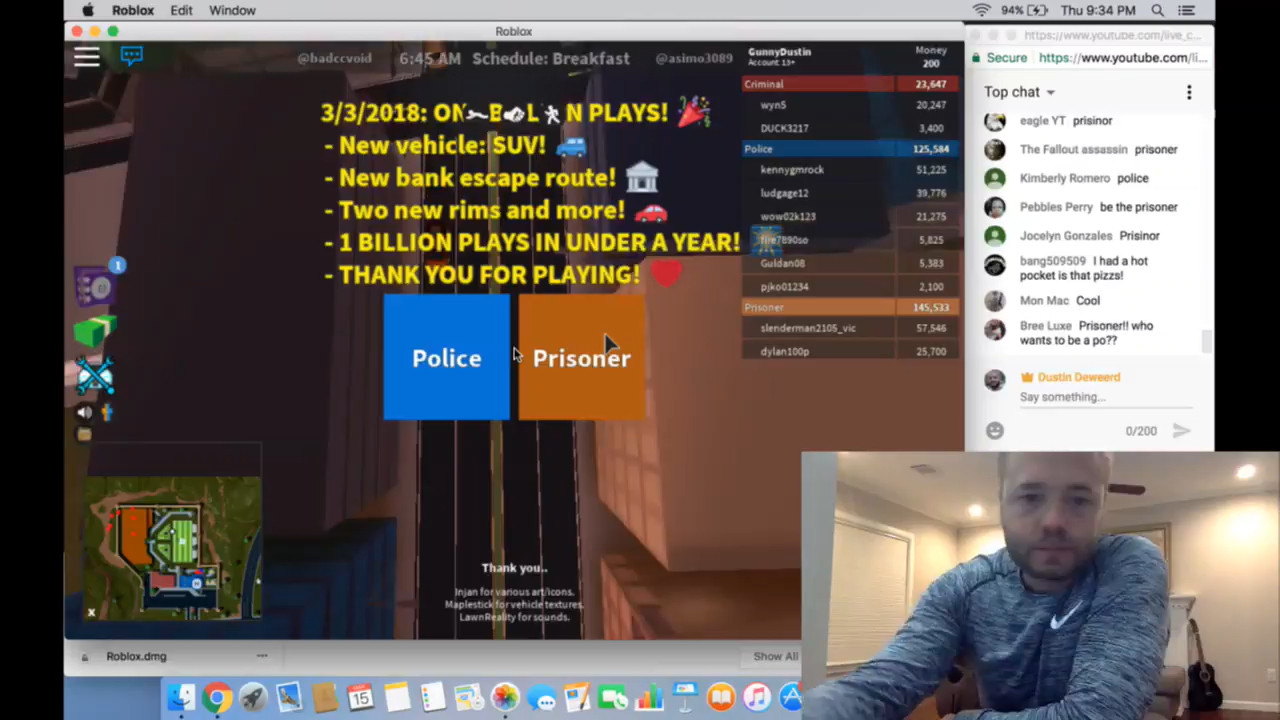 Roblox Edit Window
94% Thu 9:34 PM
Roblox
@badccvoid 6:45 AM Schedule: Breakfast @asimo3089
3/3/2018: PLAYS!
- New vehicle: SUV!
- New bank escape route!
- Two new rims and more!
- 1 BILLION PLAYS IN UNDER A YEAR!
- THANK YOU FOR PLAYING!
Police
Prisoner
Thank you..
Injan for various art/icons.
Maplestick for vehicle textures.
LawnReality for sounds.
GunnyDustin Money
Account 13+ 200
Criminal 23,647
wyn5 20,247
DUCK3217 3,400
Police 125,584
kennygmrock 51,225
ludgage12 39,776
wow02k123 21,275
fire7890so 5,825
Guldan08 5,383
pjko01234 2,100
Prisoner 145,533
slenderman2105_vic 57,546
dylan100p 25,700
i
x
Roblox.dmg
Show All
15
https://www.youtube.com/live_c...
Secure https://www.youtube.com/li...
Top chat
eagle YT prisinor
The Fallout assassin prisoner
Kimberly Romero police
Pebbles Perry be the prisoner
Jocelyn Gonzales Prisinor
bang509509 I had a hot
pocket is that pizzs!
Mon Mac Cool
Bree Luxe Prisoner!! who
wants to be a po??
Dustin Deweerd
Say something...
0/200